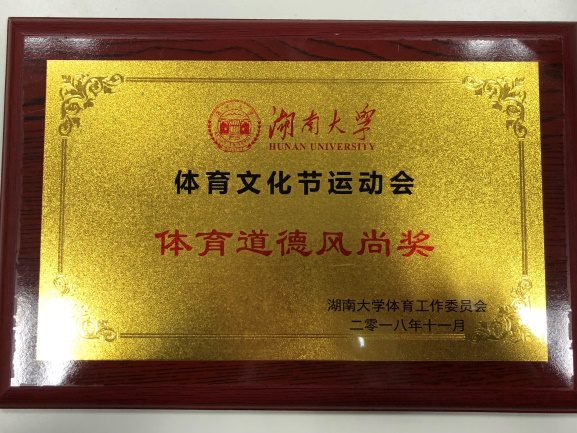 湖南大学
HUNAN UNIVERSITY
体育文化节运动会
体育道德风尚奖
湖南大学体育工作委员会
二零一八年十一月